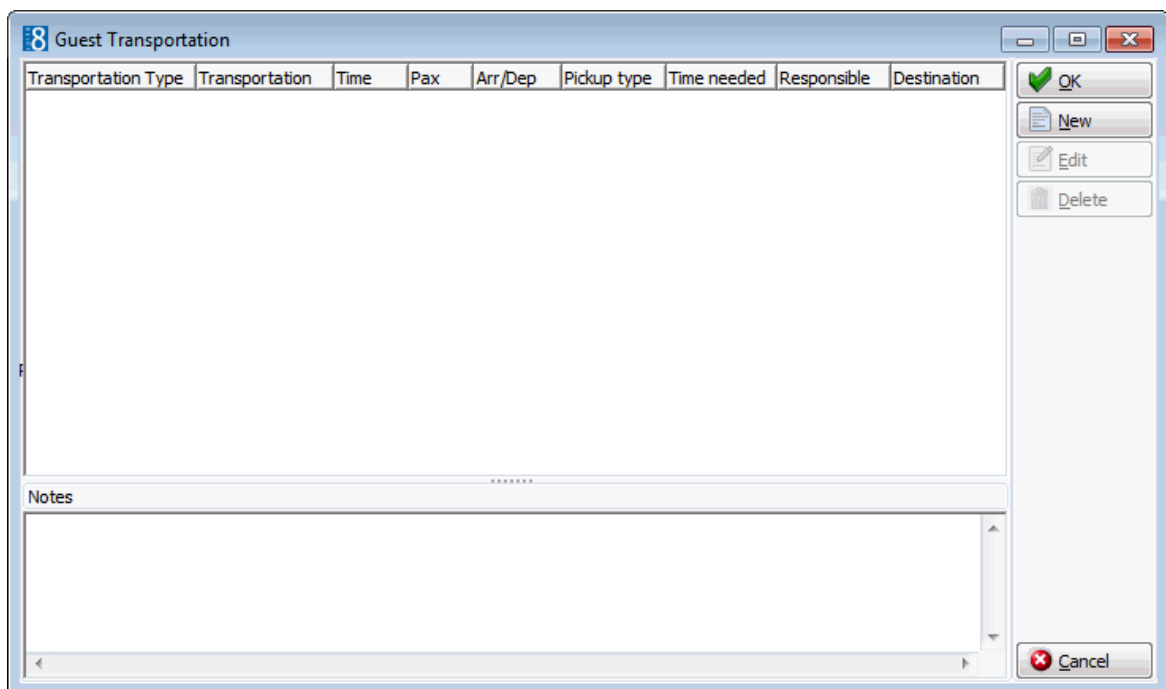 8 Guest Transportation
Transportation Type Transportation Time Pax Arr/Dep Pickup type Time needed Responsible Destination
OK
New
Edit
Delete
Notes
Cancel